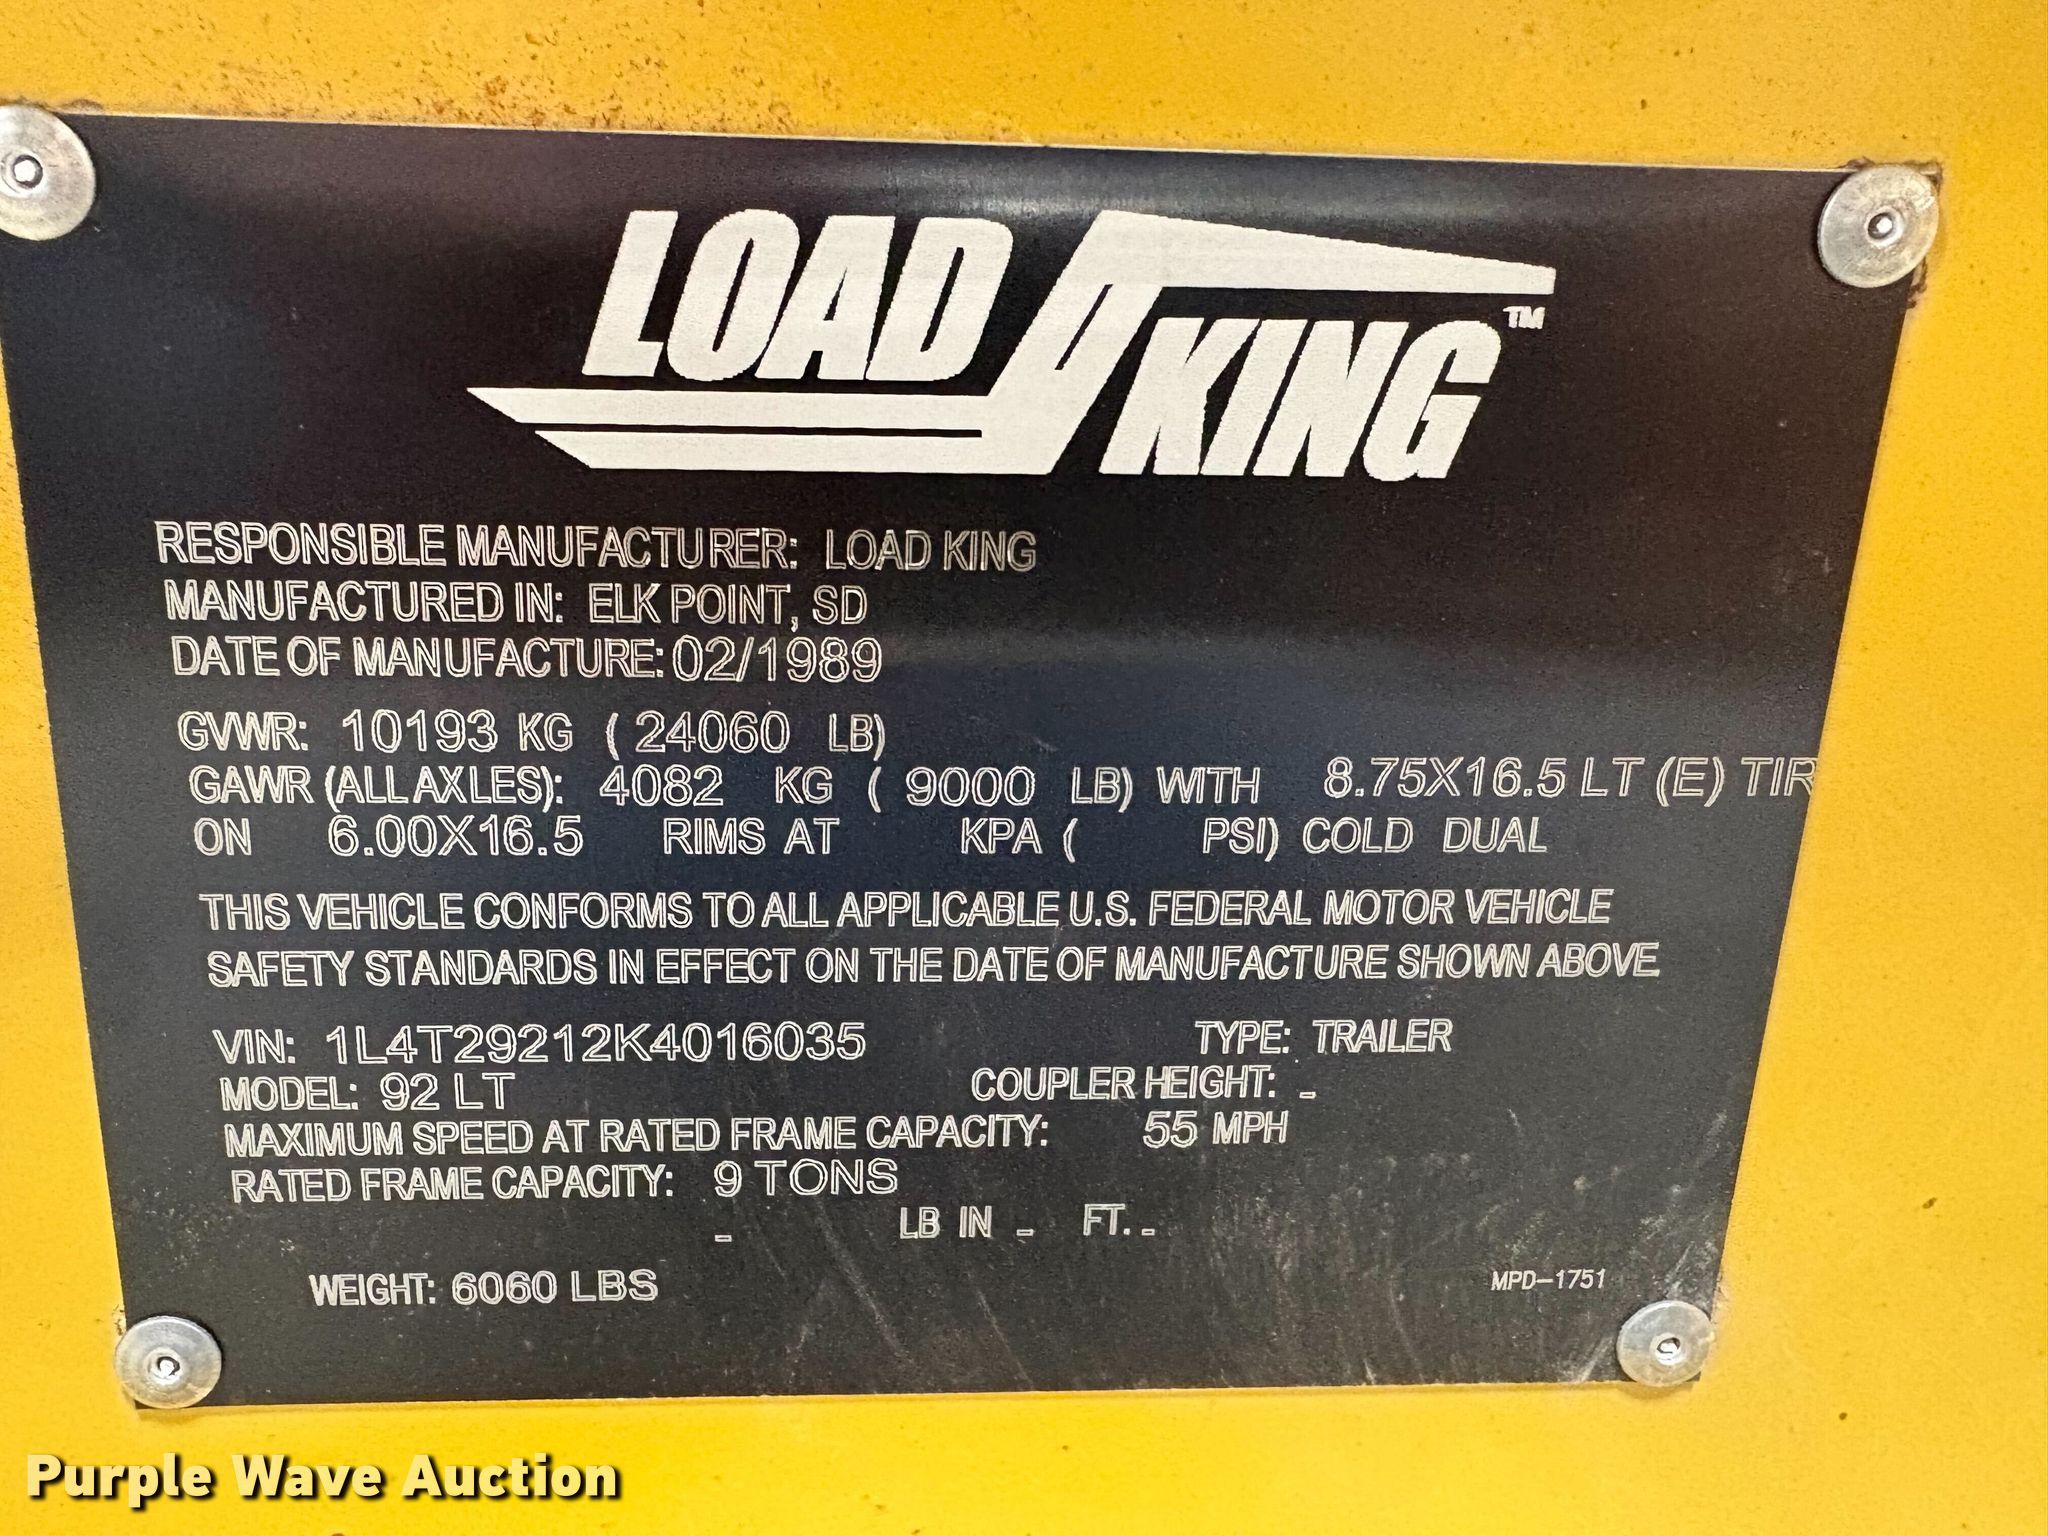 LOAD KING™
RESPONSIBLE MANUFACTURER: LOAD KING
MANUFACTURED IN: ELK POINT, SD
DATE OF MANUFACTURE: 02/1989
GVWR: 10193 KG ( 24060 LB)
GAWR (ALL AXLES): 4082 KG ( 9000 LB) WITH 8.75X16.5 LT (E) TIR
ON 6.00X16.5 RIMS AT KPA ( PSI) COLD DUAL
THIS VEHICLE CONFORMS TO ALL APPLICABLE U.S. FEDERAL MOTOR VEHICLE
SAFETY STANDARDS IN EFFECT ON THE DATE OF MANUFACTURE SHOWN ABOVE.
VIN: 1L4T29212K4016035 TYPE: TRAILER
MODEL: 92 LT COUPLER HEIGHT: -
MAXIMUM SPEED AT RATED FRAME CAPACITY: 55 MPH
RATED FRAME CAPACITY: 9 TONS
- LB IN - FT. -
WEIGHT: 6060 LBS
MPD-1751
Purple Wave Auction